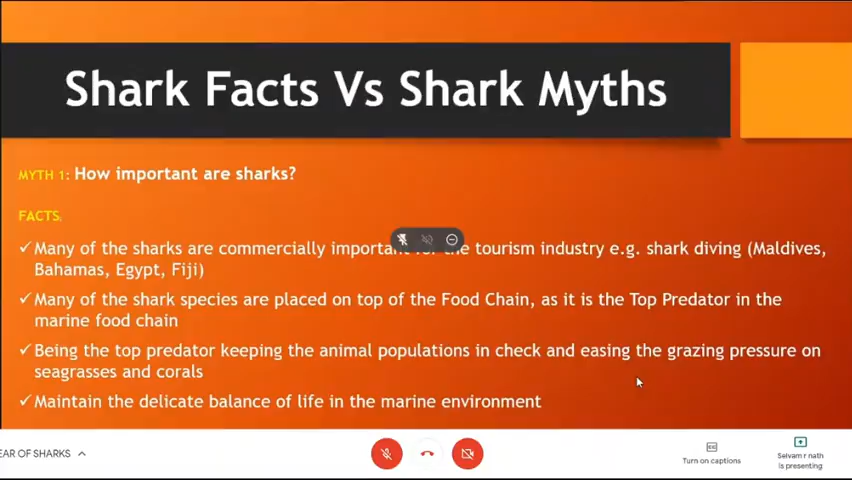 Shark Facts Vs Shark Myths
MYTH 1: How important are sharks?
FACTS.
Many of the sharks are commercially important the tourism industry e.g. shark diving (Maldives,
Bahamas, Egypt, Fiji)
Many of the shark species are placed on top of the Food Chain, as it is the Top Predator in the
marine food chain
Being the top predator keeping the animal populations in check and easing the grazing pressure on
seagrasses and corals
Maintain the delicate balance of life in the marine environment
EAR OF SHARKS
Turn on captions
Selvam r nath
is presenting